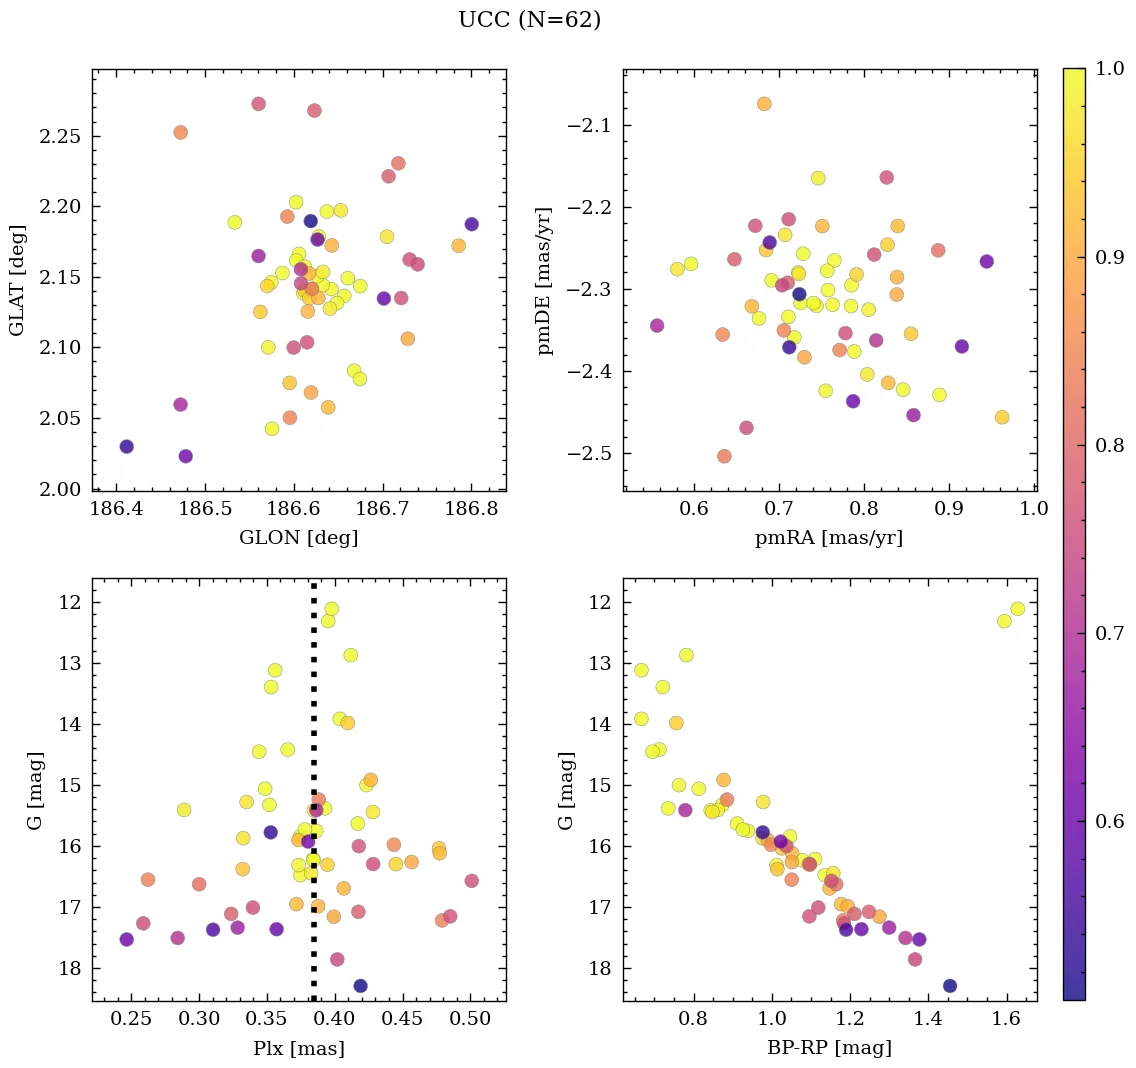 UCC (N=62)
2.25
2.20
2.15
2.10
2.05
2.00
GLAT [deg]
186.4 186.5 186.6 186.7 186.8
GLON [deg]
−2.1
−2.2
−2.3
−2.4
−2.5
pmDE [mas/yr]
0.6 0.7 0.8 0.9 1.0
pmRA [mas/yr]
12
13
14
15
16
17
18
G [mag]
0.25 0.30 0.35 0.40 0.45 0.50
Plx [mas]
12
13
14
15
16
17
18
G [mag]
0.8 1.0 1.2 1.4 1.6
BP-RP [mag]
1.0
0.9
0.8
0.7
0.6